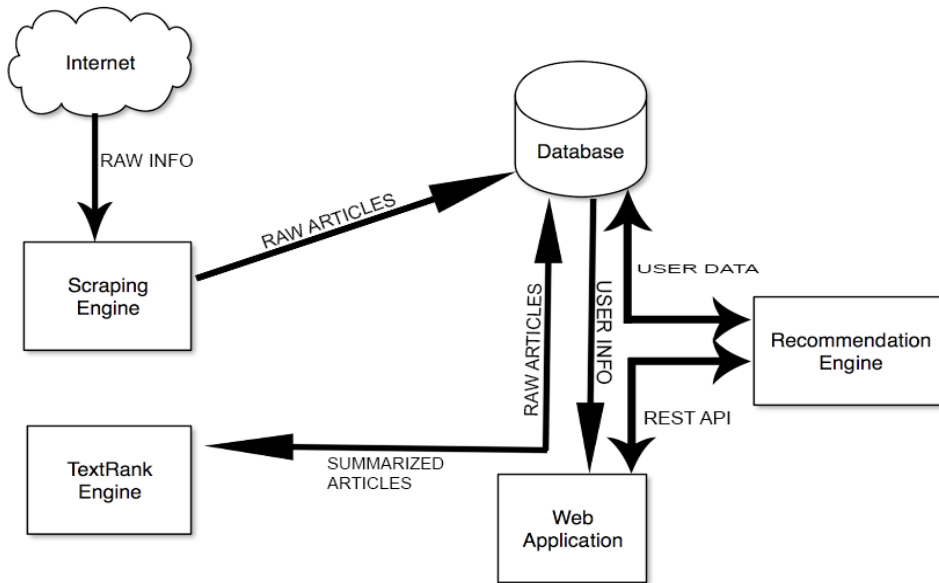 Internet
RAW INFO
Database
RAW ARTICLES
Scraping
Engine
USER DATA
RAW ARTICLES
USER INFO
Recommendation
Engine
REST API
TextRank
Engine
SUMMARIZED
ARTICLES
Web
Application